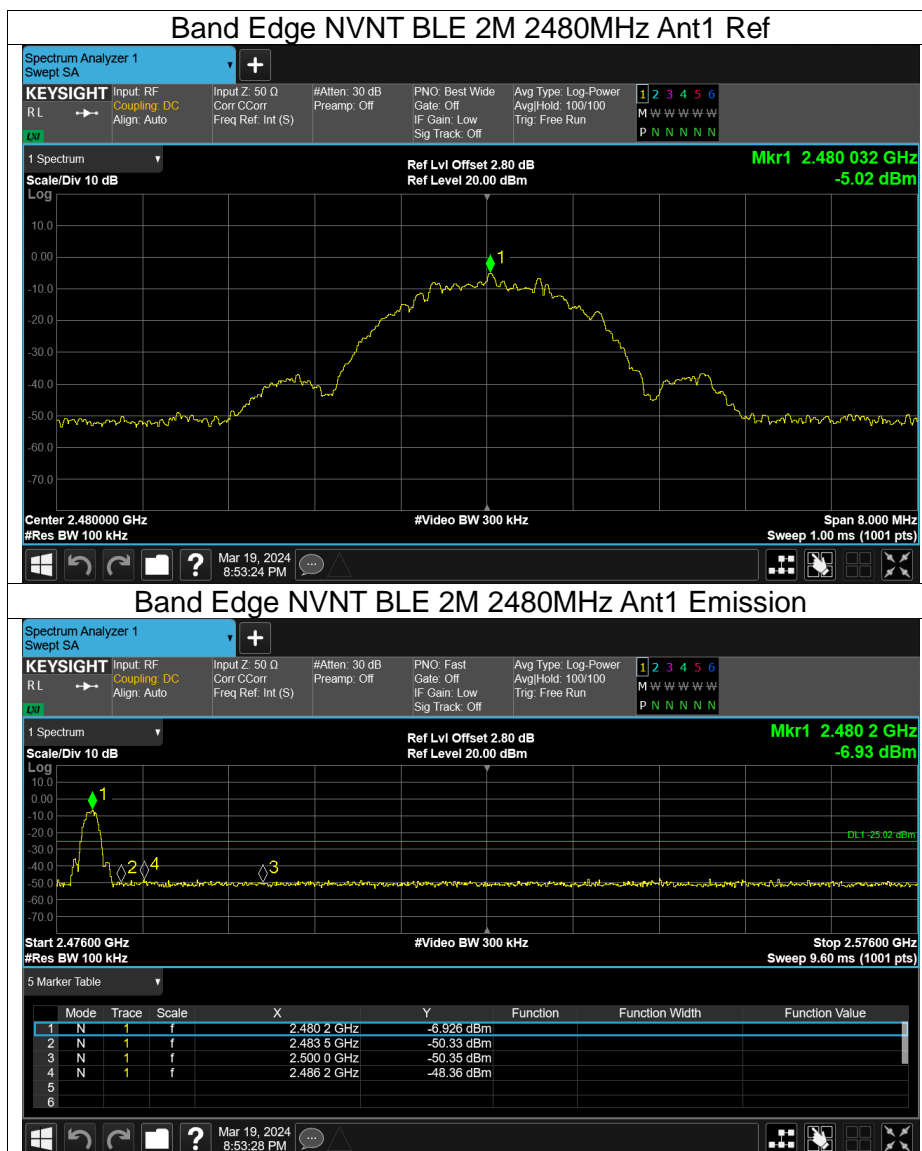 Band Edge NVNT BLE 2M 2480MHz Ant1 Ref
Spectrum Analyzer 1
Swept SA
+
KEYSIGHT Input: RF Input Z: 50 Ω #Atten: 30 dB PNO: Best Wide Avg Type: Log-Power 1 2 3 4 5 6
R L Coupling: DC Corr CCorr Preamp: Off Gate: Off Avg|Hold: 100/100 M W W W W W
Align: Auto Freq Ref: Int (S) IF Gain: Low Trig: Free Run
LXI Sig Track: Off P N N N N N
1 Spectrum Ref Lvl Offset 2.80 dB Mkr1 2.480 032 GHz
Scale/Div 10 dB Ref Level 20.00 dBm -5.02 dBm
Log
10.0
0.00
1
-10.0
-20.0
-30.0
-40.0
-50.0
-60.0
-70.0
Center 2.480000 GHz #Video BW 300 kHz Span 8.000 MHz
#Res BW 100 kHz Sweep 1.00 ms (1001 pts)
? Mar 19, 2024
8:53:24 PM
Band Edge NVNT BLE 2M 2480MHz Ant1 Emission
Spectrum Analyzer 1
Swept SA
+
KEYSIGHT Input: RF Input Z: 50 Ω #Atten: 30 dB PNO: Fast Avg Type: Log-Power 1 2 3 4 5 6
R L Coupling: DC Corr CCorr Preamp: Off Gate: Off Avg|Hold: 100/100 M W W W W W
Align: Auto Freq Ref: Int (S) IF Gain: Low Trig: Free Run
LXI Sig Track: Off P N N N N N
1 Spectrum Ref Lvl Offset 2.80 dB Mkr1 2.480 2 GHz
Scale/Div 10 dB Ref Level 20.00 dBm -6.93 dBm
Log
10.0
0.00 1
-10.0
-20.0 DL1 -25.02 dBm
-30.0
-40.0 2 4 3
-50.0
-60.0
-70.0
Start 2.47600 GHz #Video BW 300 kHz Stop 2.57600 GHz
#Res BW 100 kHz Sweep 9.60 ms (1001 pts)
5 Marker Table
Mode Trace Scale X Y Function Function Width Function Value
1 N 1 f 2.480 2 GHz -6.926 dBm
2 N 1 f 2.483 5 GHz -50.33 dBm
3 N 1 f 2.500 0 GHz -50.35 dBm
4 N 1 f 2.486 2 GHz -48.36 dBm
5
6
? Mar 19, 2024
8:53:28 PM